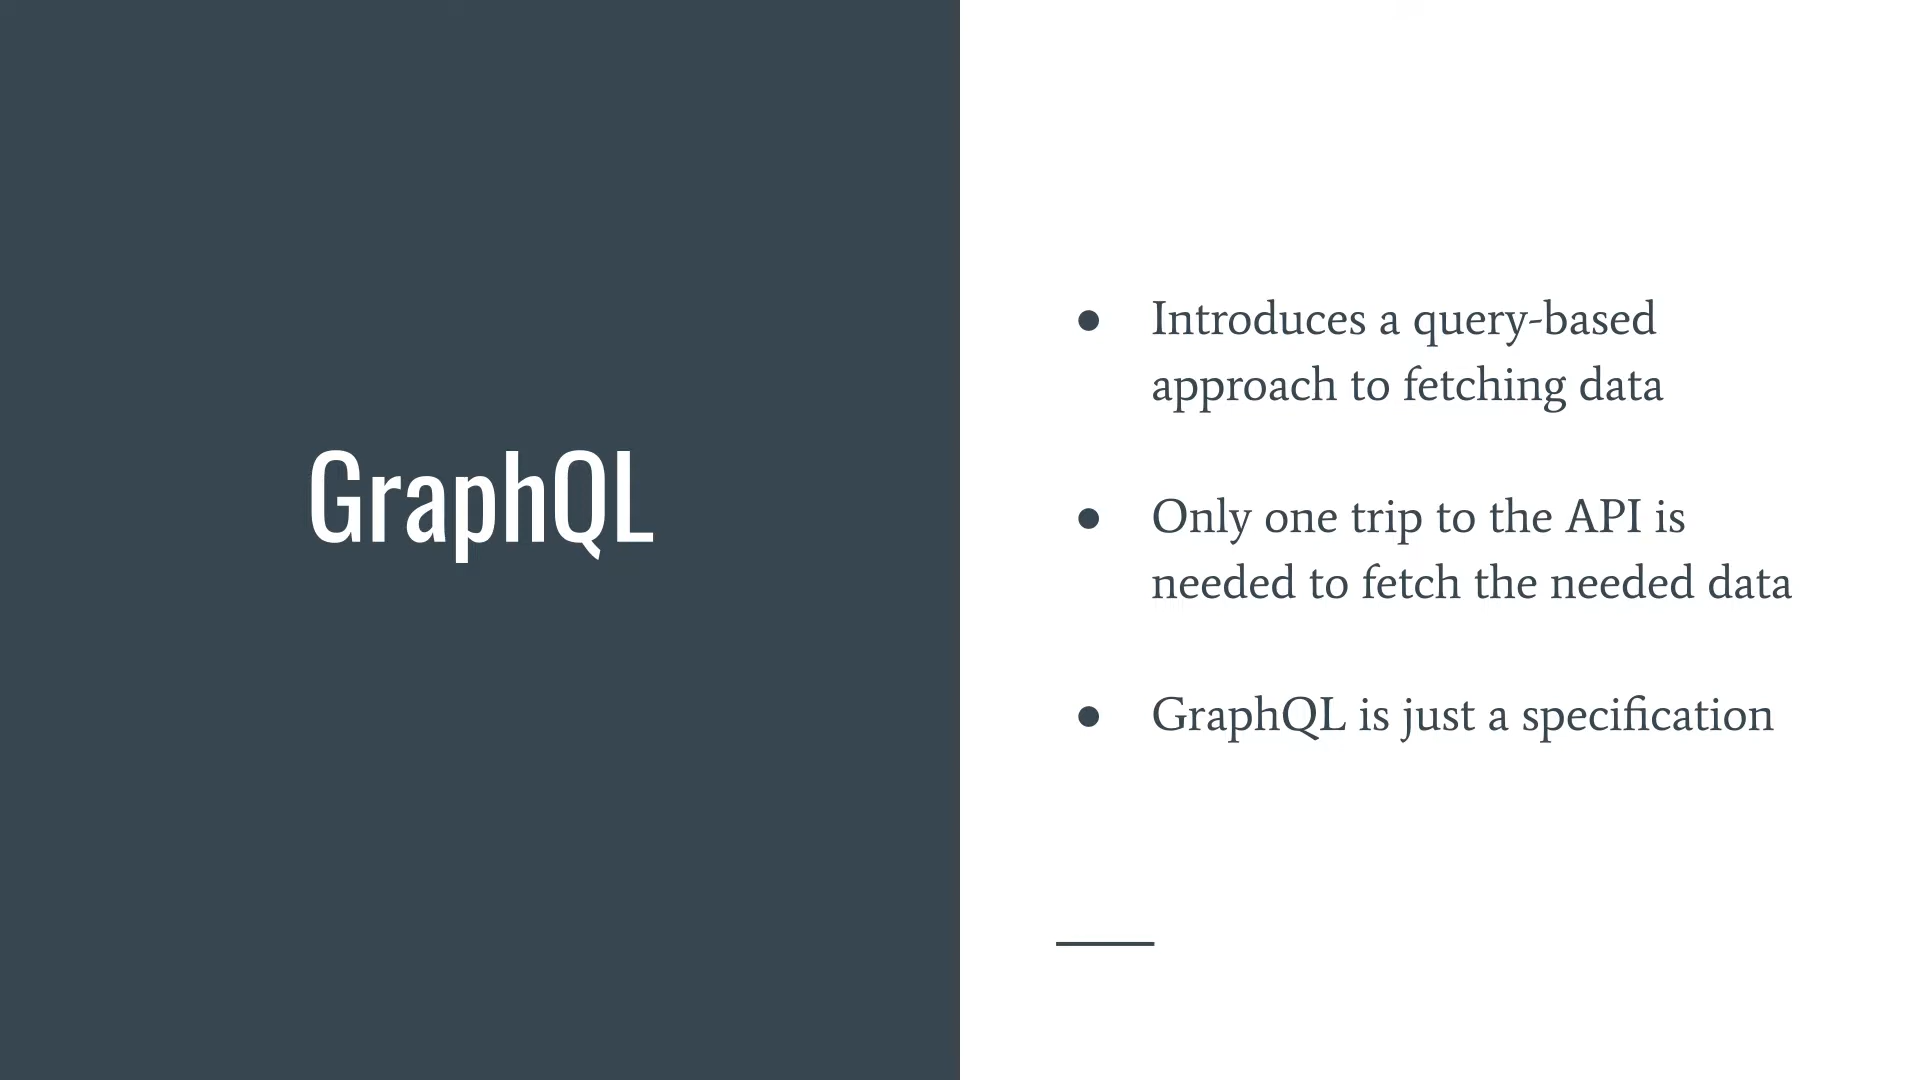 GraphQL
● Introduces a query-based
approach to fetching data
● Only one trip to the API is
needed to fetch the needed data
● GraphQL is just a specification